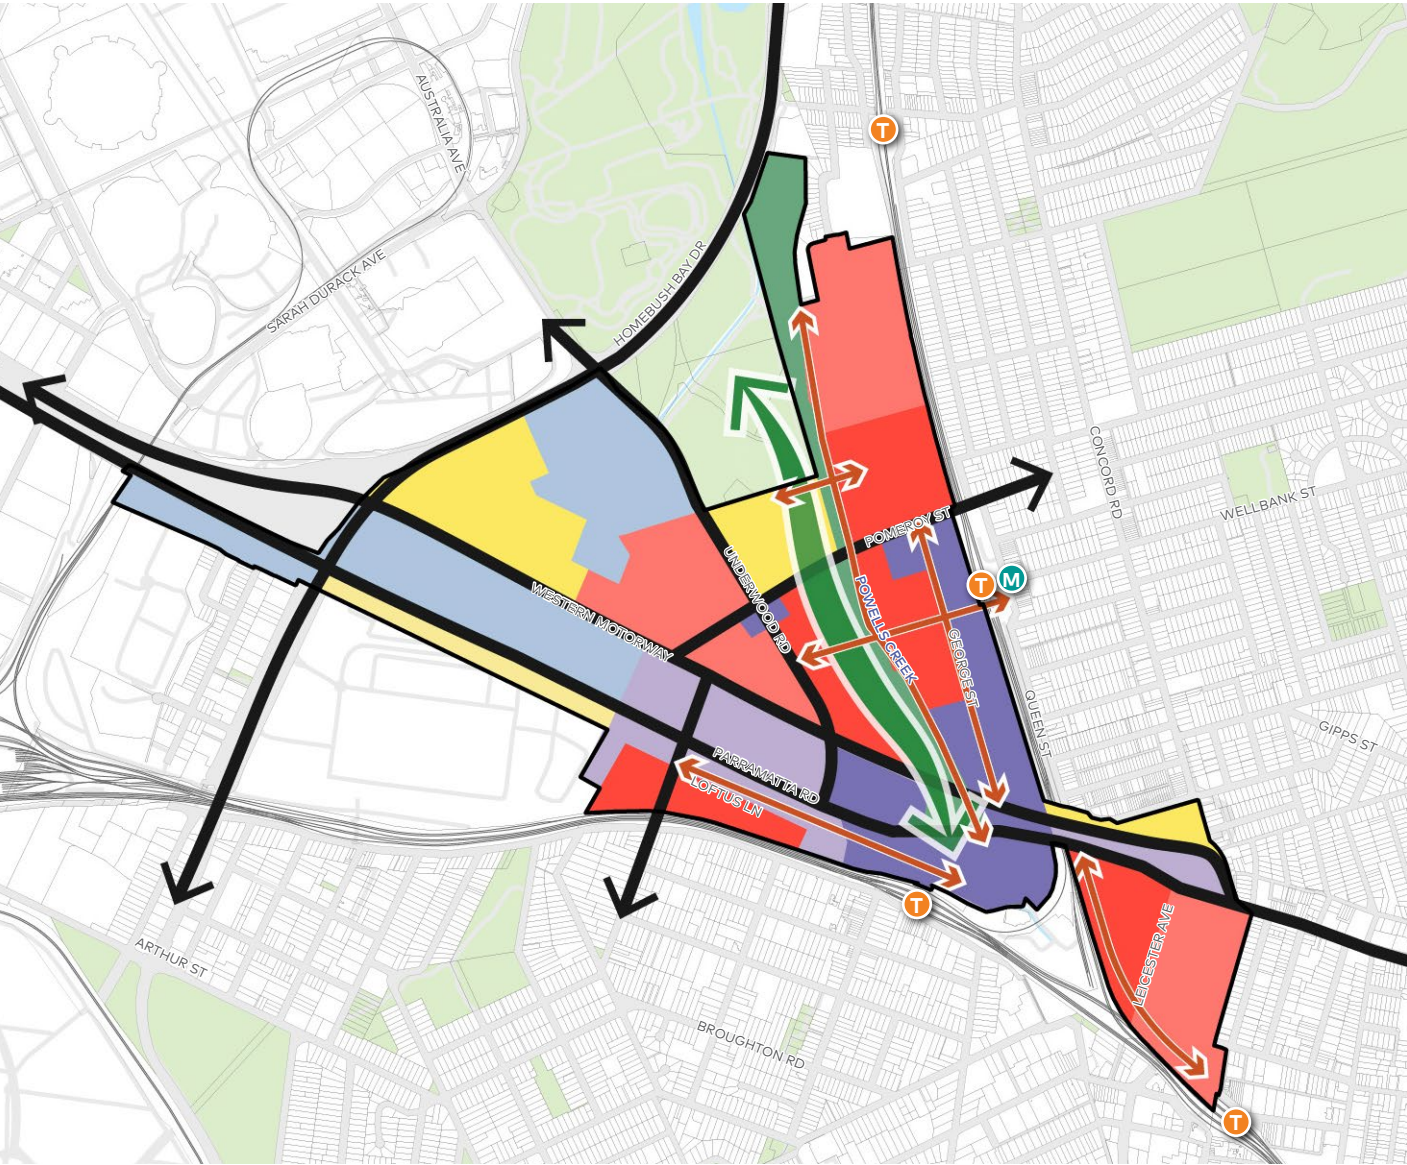 AUSTRALIA AVE
T
SARAH DURACK AVE
HOMEBUSH BAY DR
CONCORD RD
WELLBANK ST
POMEROY ST
UNDERWOOD RD
WESTERN MOTORWAY
POWELLS CREEK
T
M
GEORGE ST
QUEEN ST
GIPPS ST
PARRAMATTA RD
LOFTUS LN
T
LEICESTER AVE
ARTHUR ST
BROUGHTON RD
T